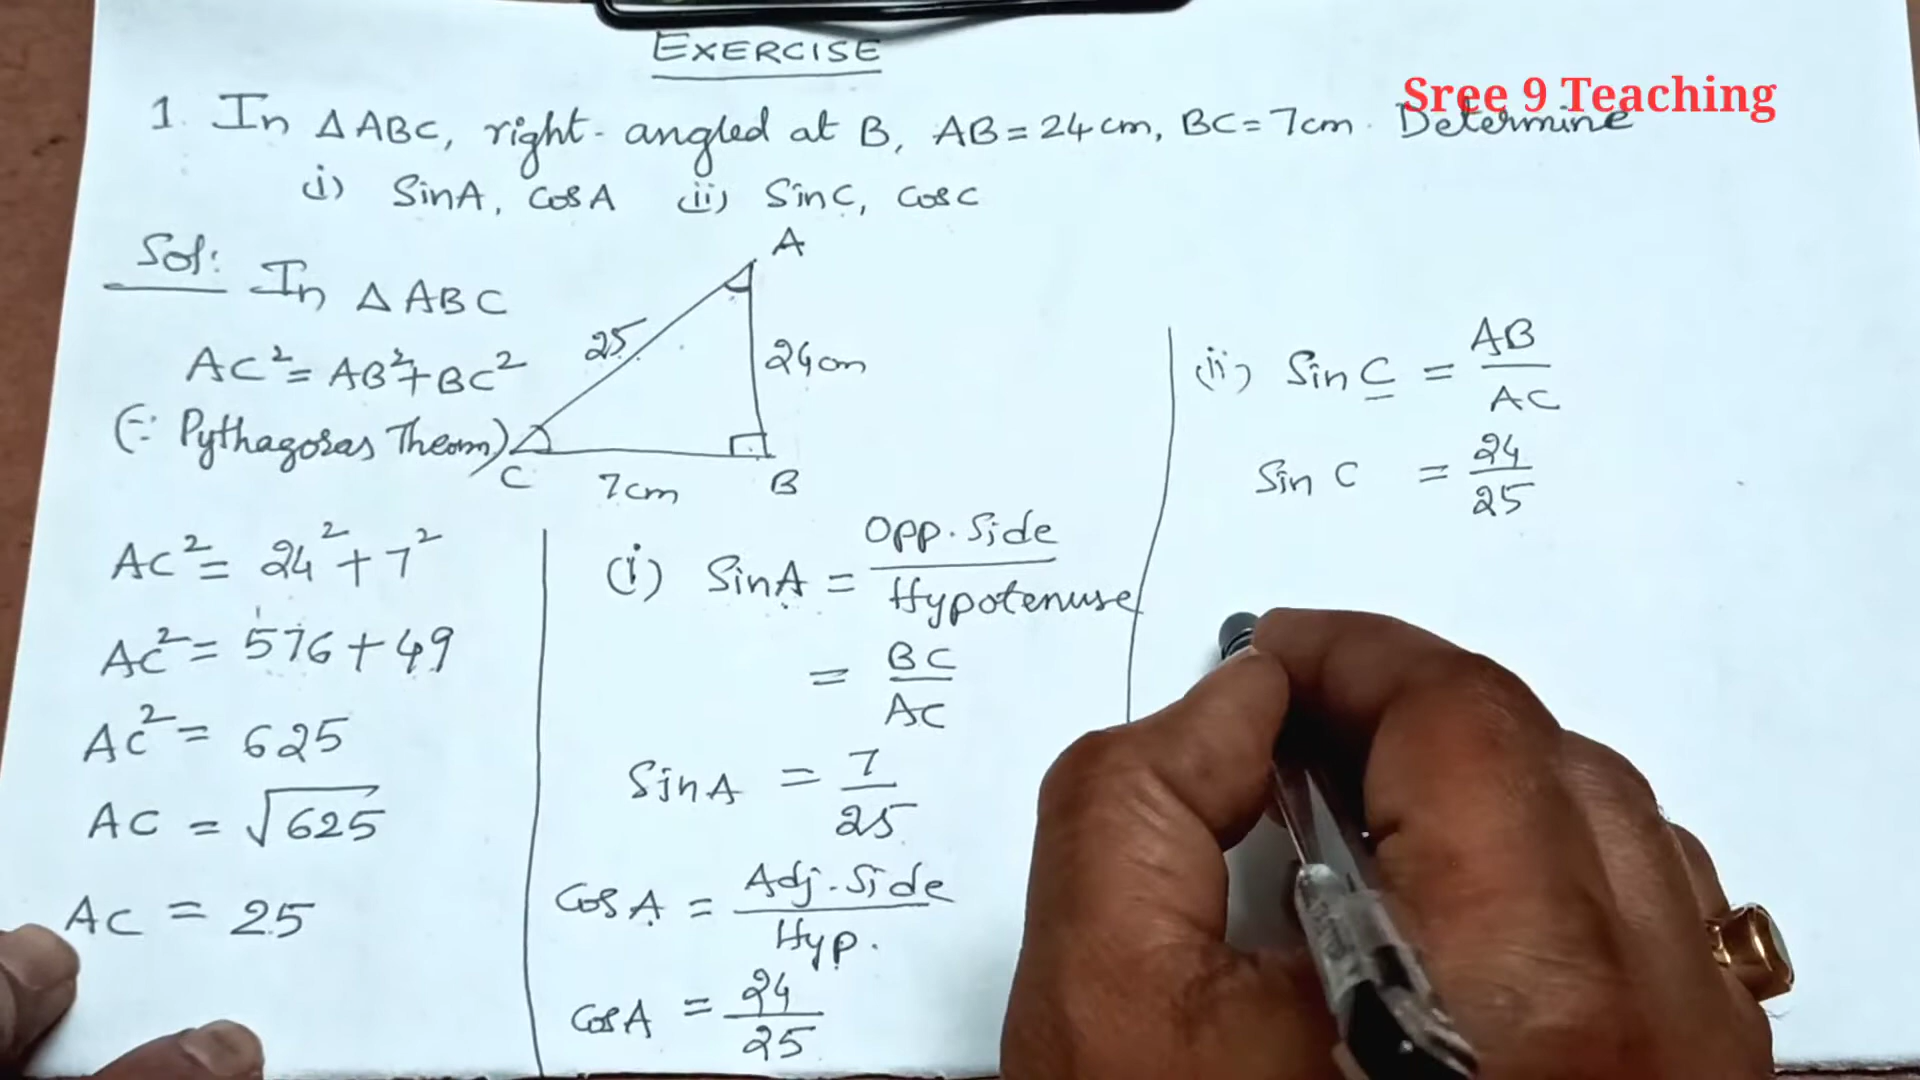 EXERCISE
Sree 9 Teaching
1. In △ABC, right-angled at B, AB=24cm, BC=7cm. Determine
(i) SinA, CosA (ii) SinC, CosC
Sol: In △ABC
AC²=AB²+BC²
(∵ Pythagoras Theorm)
A
25
24cm
C
7cm
B
AC²= 24²+7²
AC²= 576+49
AC²= 625
AC = √625
AC = 25
(i) SinA = Opp. Side / Hypotenuse
= BC / AC
SinA = 7 / 25
CosA = Adj. Side / Hyp.
CosA = 24 / 25
(ii) Sin C = AB / AC
Sin C = 24 / 25